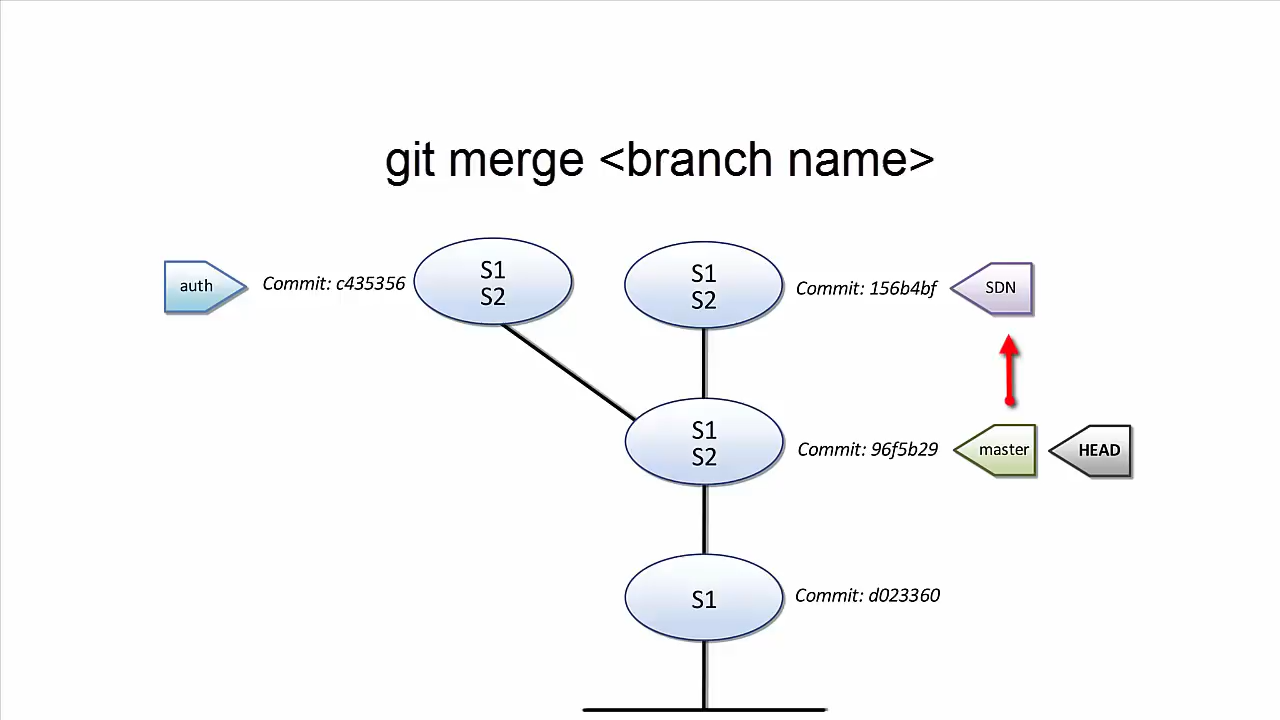 git merge <branch name>
auth
Commit: c435356
S1
S2
S1
S2
Commit: 156b4bf
SDN
S1
S2
Commit: 96f5b29
master
HEAD
S1
Commit: d023360